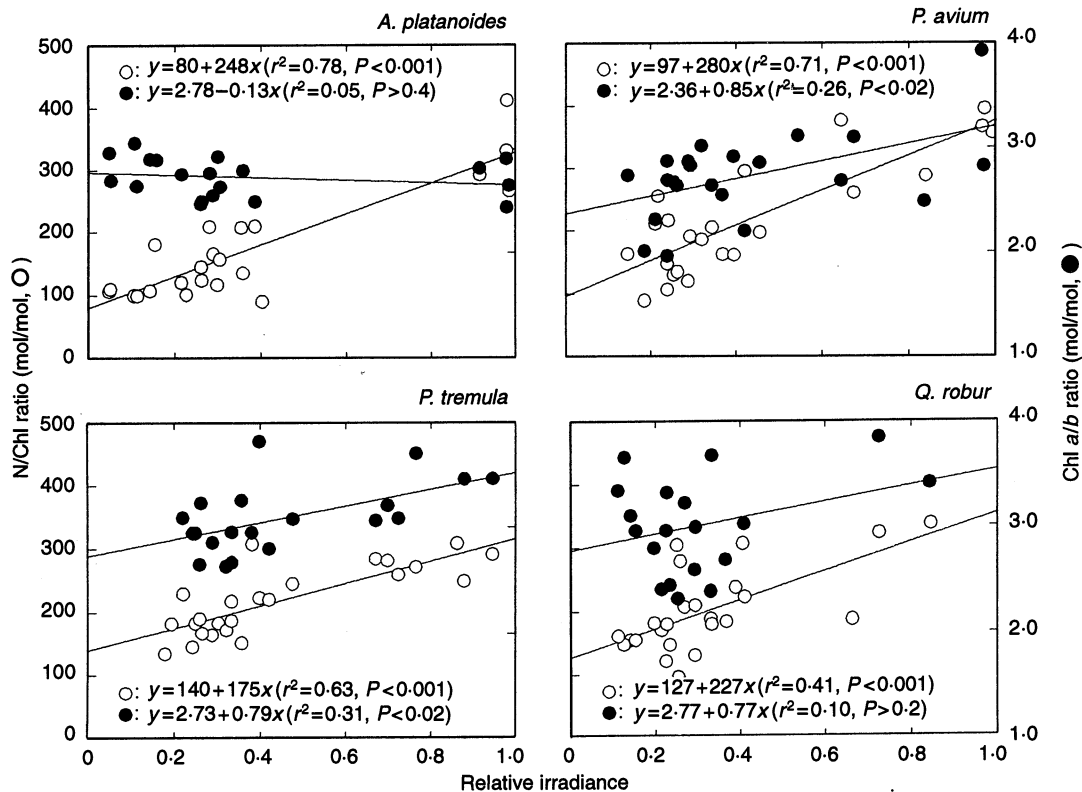 A. platanoides
P. avium
500
400
300
200
100
0
○: y=80+248x(r²=0·78, P<0·001)
●: y=2·78−0·13x(r²=0·05, P>0·4)
○: y=97+280x(r²=0·71, P<0·001)
●: y=2·36+0·85x(r²=0·26, P<0·02)
4·0
3·0
2·0
1·0
N/Chl ratio (mol/mol, ○)
Chl a/b ratio (mol/mol, ●)
P. tremula
Q. robur
500
400
300
200
100
0
○: y=140+175x(r²=0·63, P<0·001)
●: y=2·73+0·79x(r²=0·31, P<0·02)
○: y=127+227x(r²=0·41, P<0·001)
●: y=2·77+0·77x(r²=0·10, P>0·2)
4·0
3·0
2·0
1·0
0 0·2 0·4 0·6 0·8 1·0
0 0·2 0·4 0·6 0·8 1·0
Relative irradiance